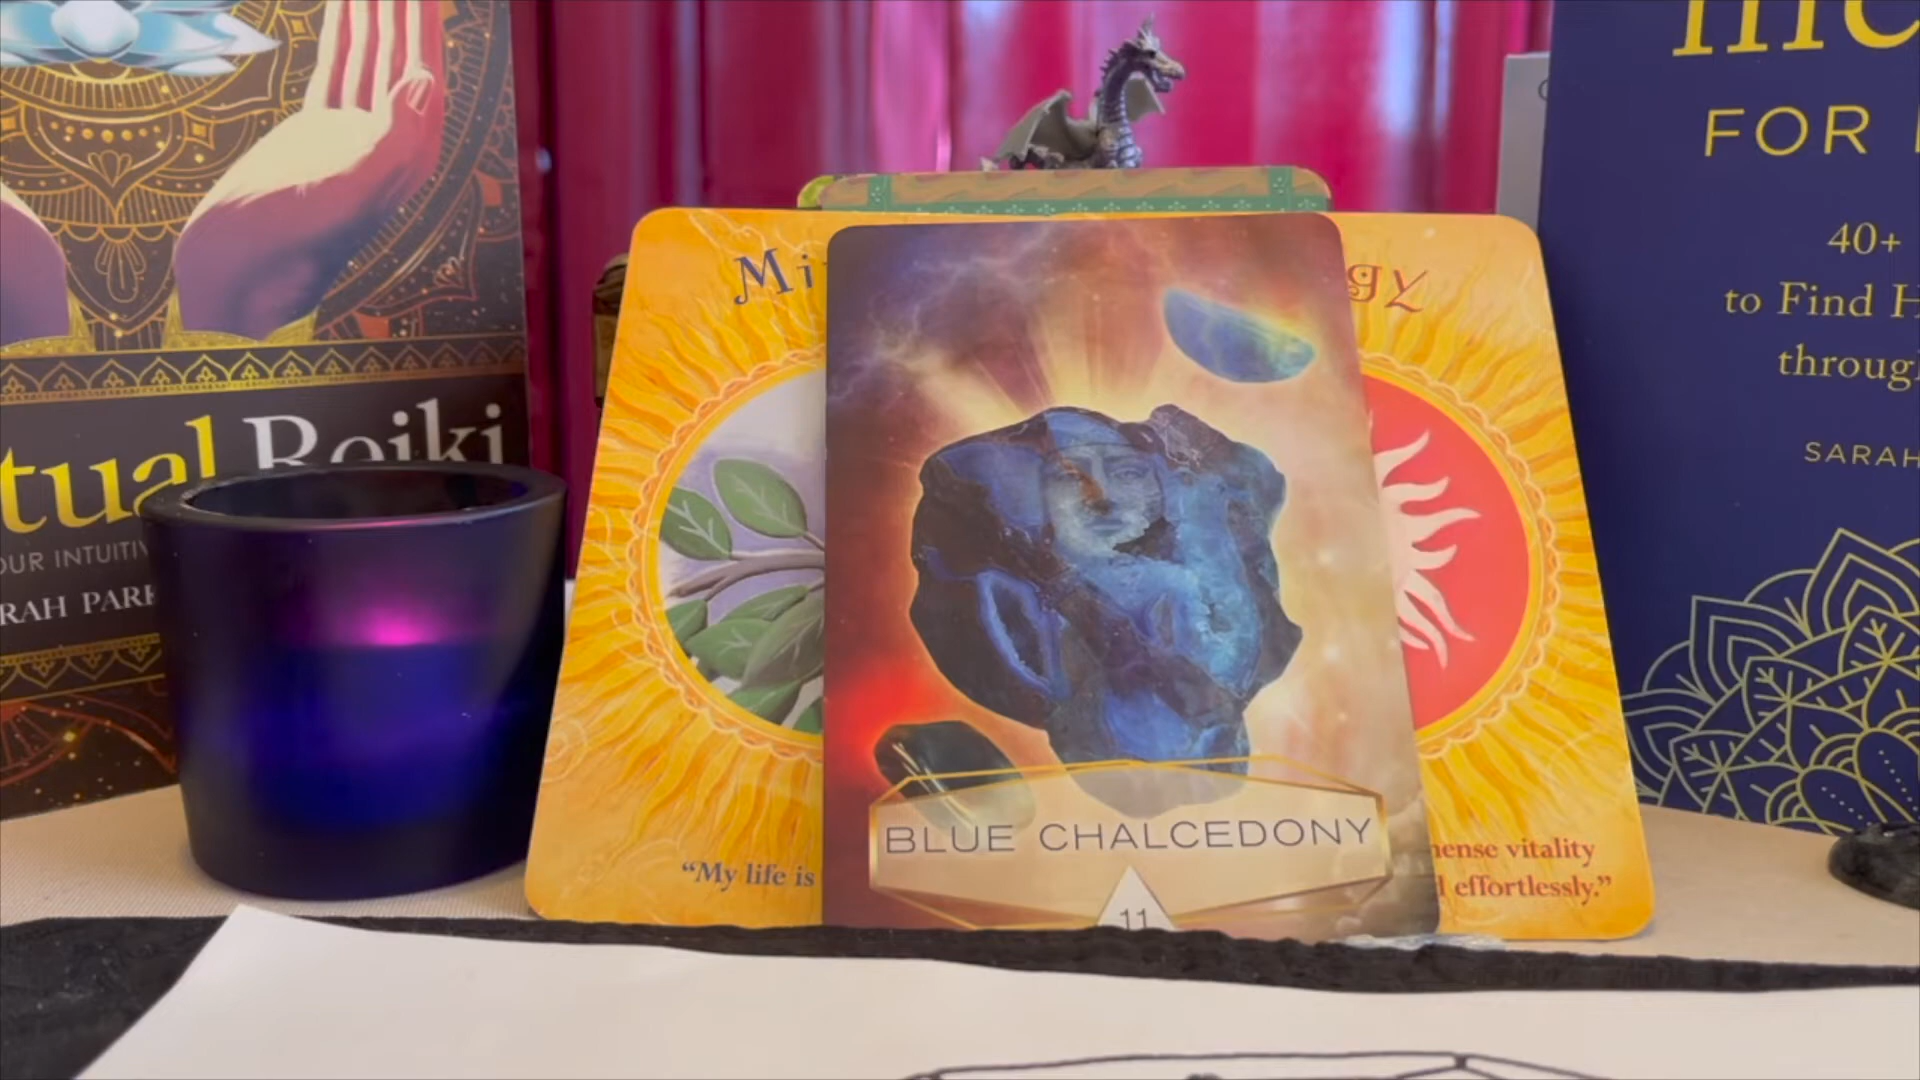 tual Reiki
OUR INTUITIV
RAH PARK
Mi
gy
"My life is
mense vitality
d effortlessly."
BLUE CHALCEDONY
11
FOR
40+
to Find H
through
SARAH